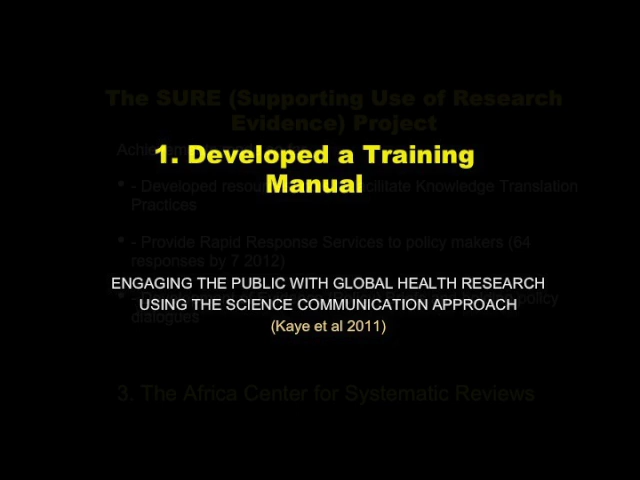 The SURE (Supporting Use of Research
Evidence) Project
1. Developed a Training
Manual
• - Developed facilitate Knowledge Translation
Practices
• - Provide Rapid Response Services to policy makers (64
responses by 7 2012)
ENGAGING THE PUBLIC WITH GLOBAL HEALTH RESEARCH
policy
USING THE SCIENCE COMMUNICATION APPROACH
dialogues
(Kaye et al 2011)
3. The Africa Center for Systematic Reviews